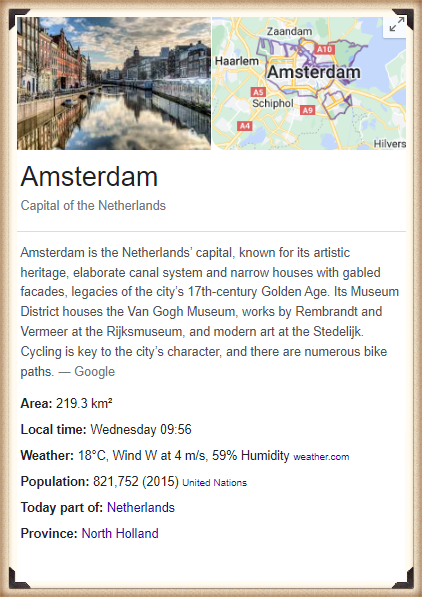 Zaandam
A10
Haarlem
Amsterdam
A5
Schiphol
A9
A4
Hilvers
Amsterdam
Capital of the Netherlands
Amsterdam is the Netherlands’ capital, known for its artistic
heritage, elaborate canal system and narrow houses with gabled
facades, legacies of the city’s 17th-century Golden Age. Its Museum
District houses the Van Gogh Museum, works by Rembrandt and
Vermeer at the Rijksmuseum, and modern art at the Stedelijk.
Cycling is key to the city’s character, and there are numerous bike
paths. — Google
Area: 219.3 km²
Local time: Wednesday 09:56
Weather: 18°C, Wind W at 4 m/s, 59% Humidity weather.com
Population: 821,752 (2015) United Nations
Today part of: Netherlands
Province: North Holland